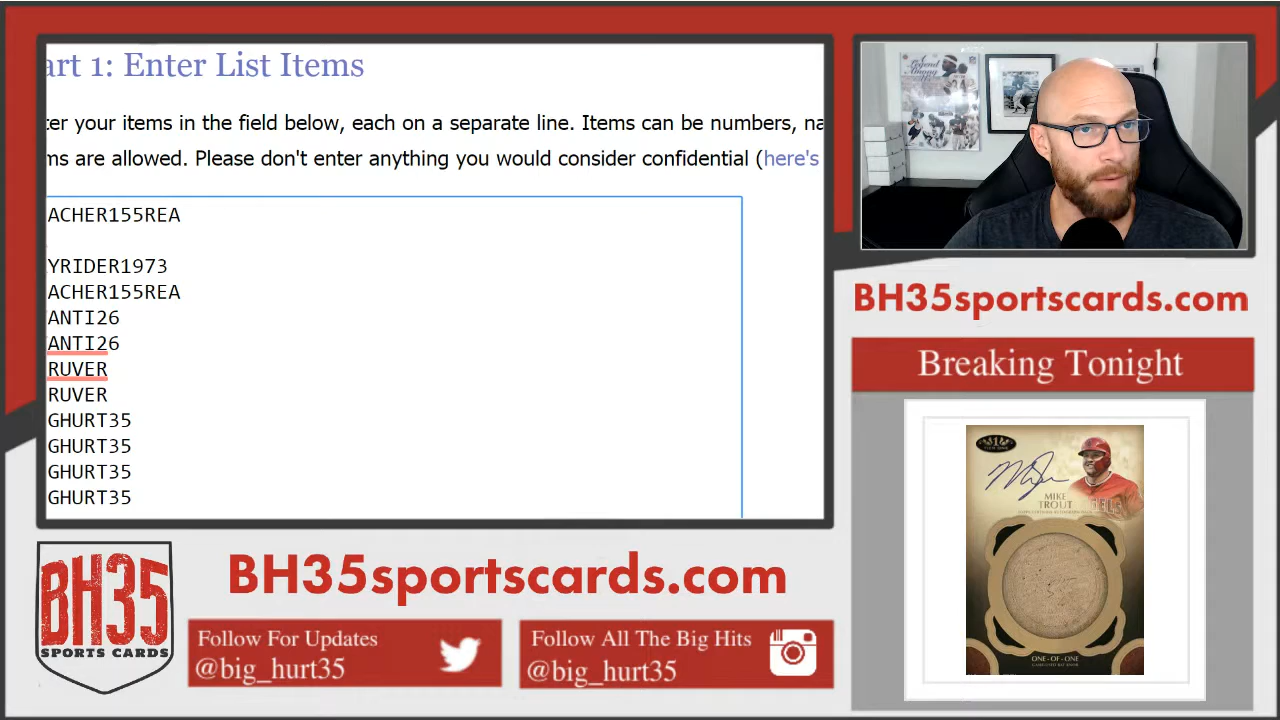 art 1: Enter List Items
ter your items in the field below, each on a separate line. Items can be numbers, na
ms are allowed. Please don't enter anything you would consider confidential (here's
ACHER155REA
YRIDER1973
ACHER155REA
ANTI26
ANTI26
RUVER
RUVER
GHURT35
GHURT35
GHURT35
GHURT35
Legend
Among
BH35sportscards.com
Breaking Tonight
MIKE
TROUT
ONE-OF-ONE
BH35
SPORTS CARDS
BH35sportscards.com
Follow For Updates
@big_hurt35
Follow All The Big Hits
@big_hurt35